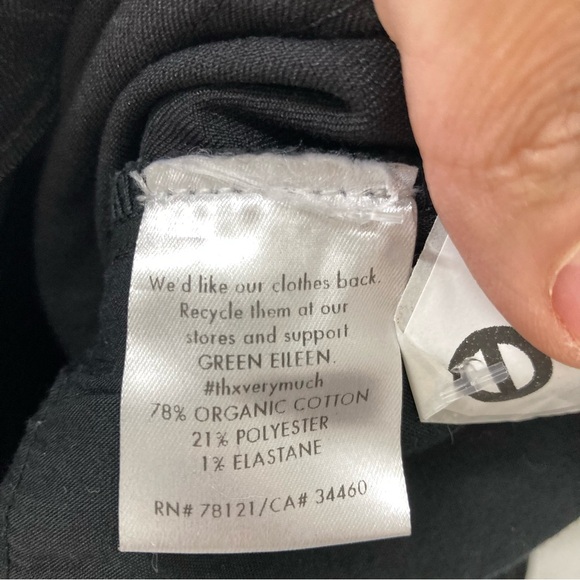 We'd like our clothes back.
Recycle them at our
stores and support
GREEN EILEEN.
#thxverymuch
78% ORGANIC COTTON
21% POLYESTER
1% ELASTANE
RN# 78121/CA# 34460